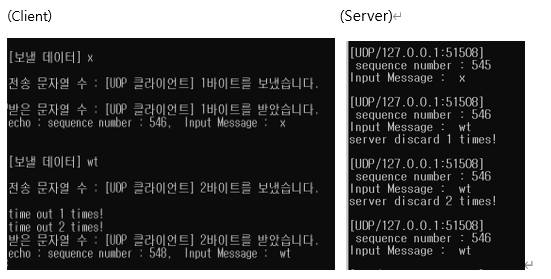 (Client)
[보낼 데이터] x
전송 문자열 수 : [UDP 클라이언트] 1바이트를 보냈습니다.
받은 문자열 수 : [UDP 클라이언트] 1바이트를 받았습니다.
echo : sequence number : 546,  Input Message :  x
[보낼 데이터] wt
전송 문자열 수 : [UDP 클라이언트] 2바이트를 보냈습니다.
time out 1 times!
time out 2 times!
받은 문자열 수 : [UDP 클라이언트] 2바이트를 받았습니다.
echo : sequence number : 548,  Input Message :  wt
(Server)
[UDP/127.0.0.1:51508]
sequence number : 545
Input Message :  x
[UDP/127.0.0.1:51508]
sequence number : 546
Input Message :  wt
server discard 1 times!
[UDP/127.0.0.1:51508]
sequence number : 546
Input Message :  wt
server discard 2 times!
[UDP/127.0.0.1:51508]
sequence number : 546
Input Message :  wt